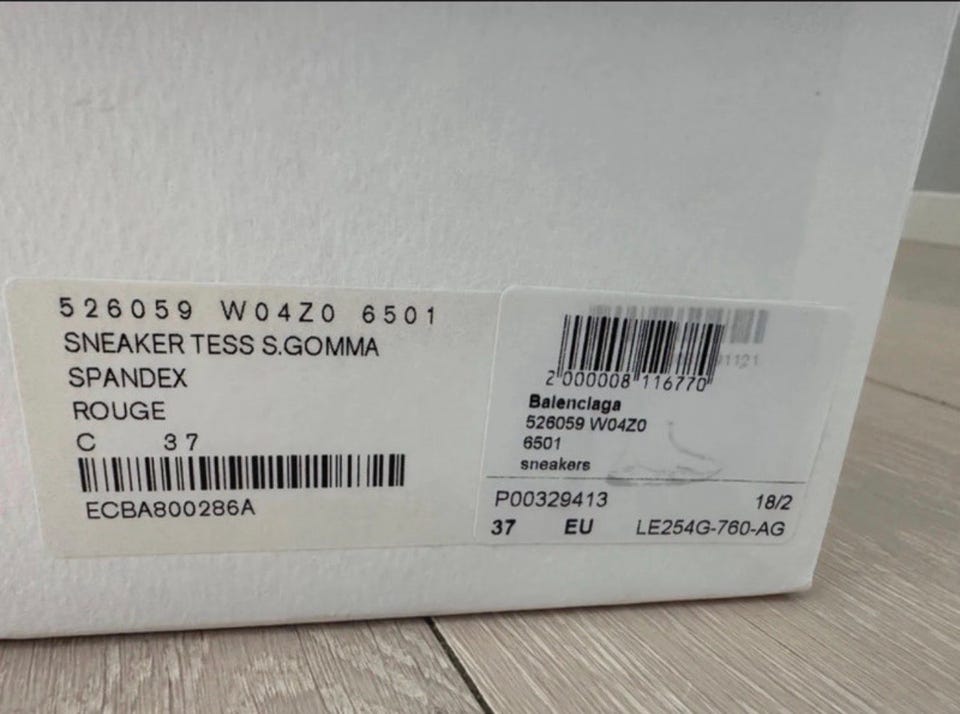 526059 W04Z0 6501
SNEAKER TESS S.GOMMA
SPANDEX
ROUGE
C 37
ECBA800286A
2 000008 116770
Balenciaga
526059 W04Z0
6501
sneakers
P00329413 18/2
37 EU LE254G-760-AG